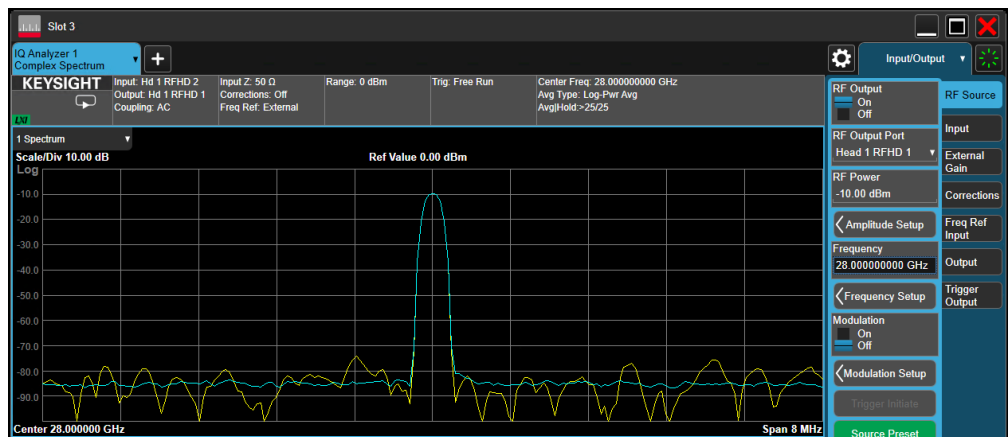 Slot 3
IQ Analyzer 1
Complex Spectrum
Input/Output
KEYSIGHT
LXI
Input: Hd 1 RFHD 2
Output: Hd 1 RFHD 1
Coupling: AC
Input Z: 50 Ω
Corrections: Off
Freq Ref: External
Range: 0 dBm
Trig: Free Run
Center Freq: 28.000000000 GHz
Avg Type: Log-Pwr Avg
Avg|Hold:>25/25
1 Spectrum
Scale/Div 10.00 dB
Ref Value 0.00 dBm
Log
-10.0
-20.0
-30.0
-40.0
-50.0
-60.0
-70.0
-80.0
-90.0
Center 28.000000 GHz
Span 8 MHz
RF Output
On
Off
RF Output Port
Head 1 RFHD 1
RF Power
-10.00 dBm
Amplitude Setup
Frequency
28.000000000 GHz
Frequency Setup
Modulation
On
Off
Modulation Setup
Trigger Initiate
Source Preset
RF Source
Input
External
Gain
Corrections
Freq Ref
Input
Output
Trigger
Output